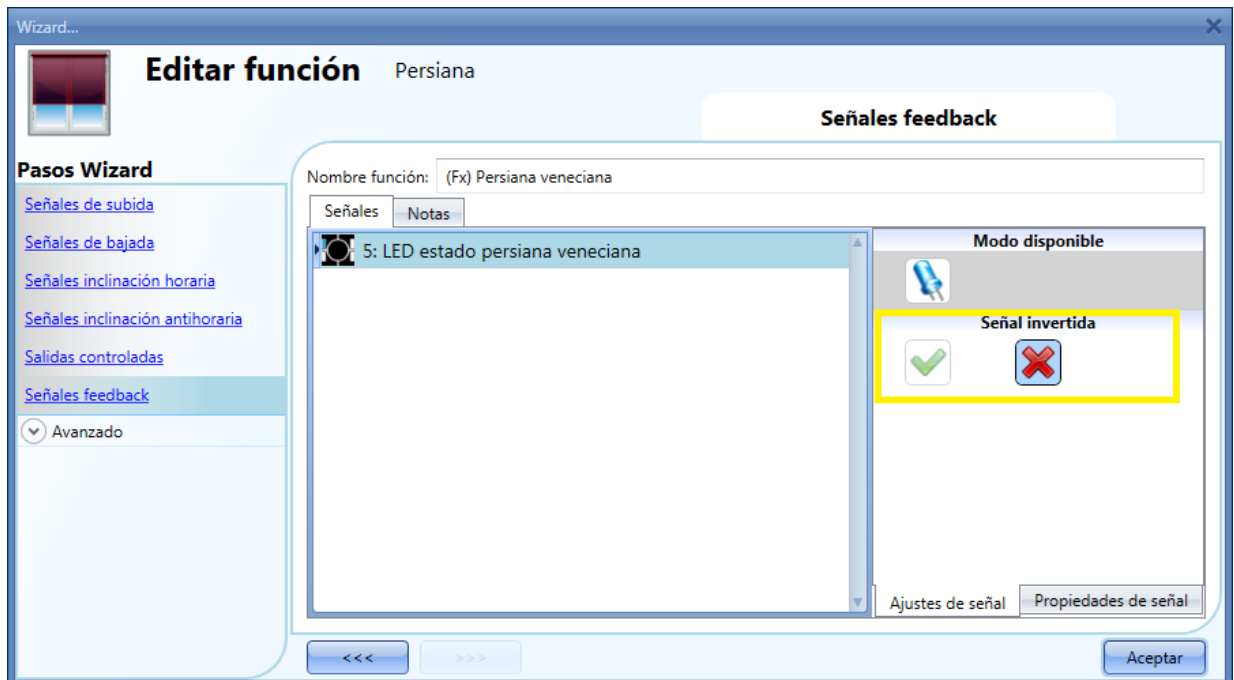 Wizard...
Editar función Persiana
Señales feedback
Pasos Wizard
Señales de subida
Señales de bajada
Señales inclinación horaria
Señales inclinación antihoraria
Salidas controladas
Señales feedback
Avanzado
Nombre función: (Fx) Persiana veneciana
Señales Notas
5: LED estado persiana veneciana
Modo disponible
Señal invertida
Ajustes de señal Propiedades de señal
<<< >>> Aceptar